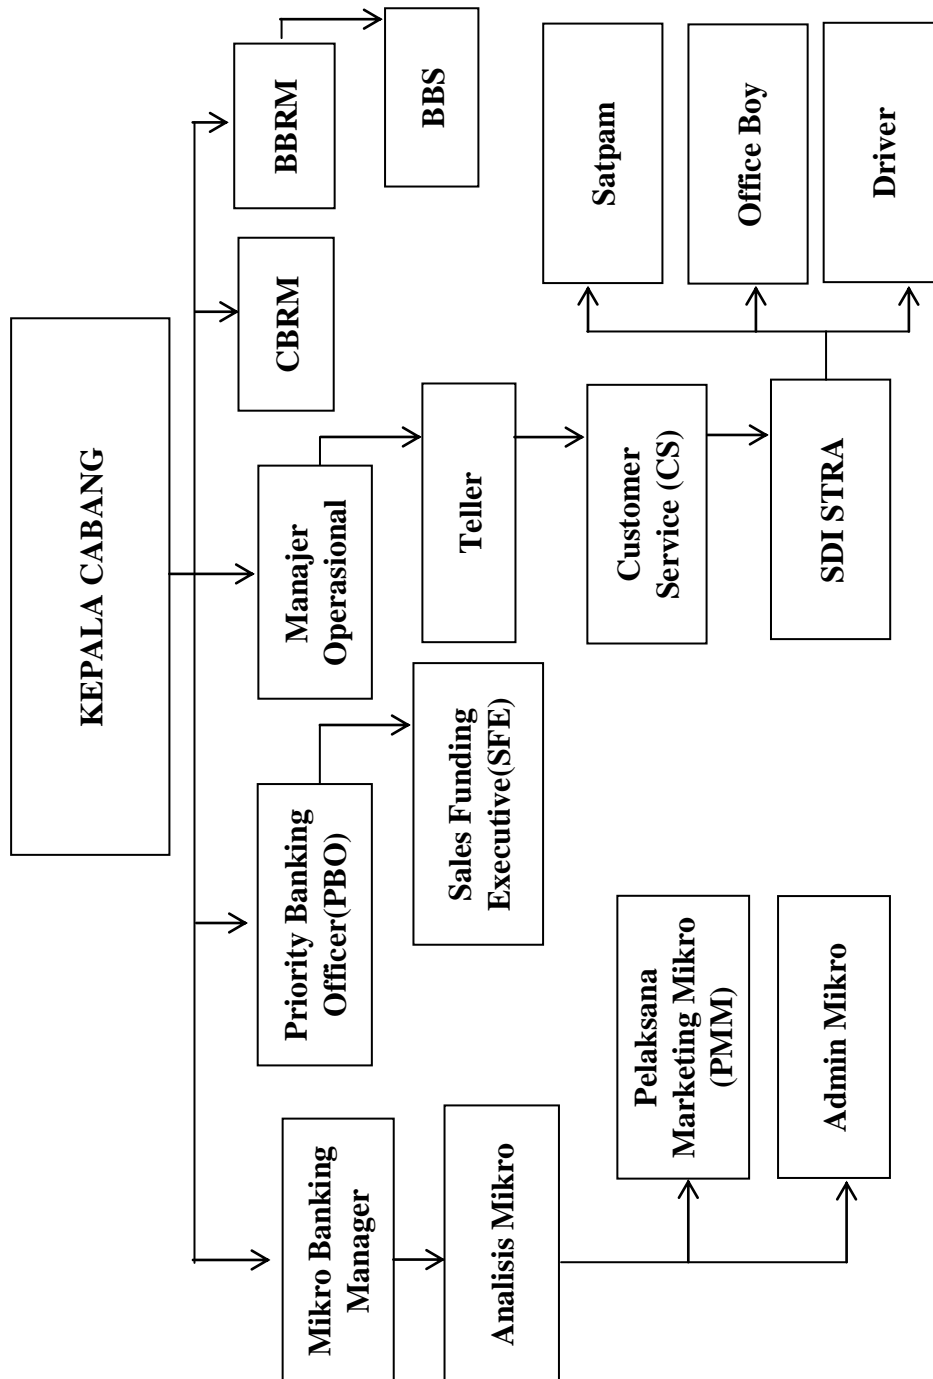 KEPALA CABANG
Mikro Banking
Manager
Priority Banking
Officer(PBO)
Manajer
Operasional
CBRM
BBRM
Analisis Mikro
Sales Funding
Executive(SFE)
Teller
BBS
Pelaksana
Marketing Mikro
(PMM)
Customer
Service (CS)
Satpam
Admin Mikro
SDI STRA
Office Boy
Driver